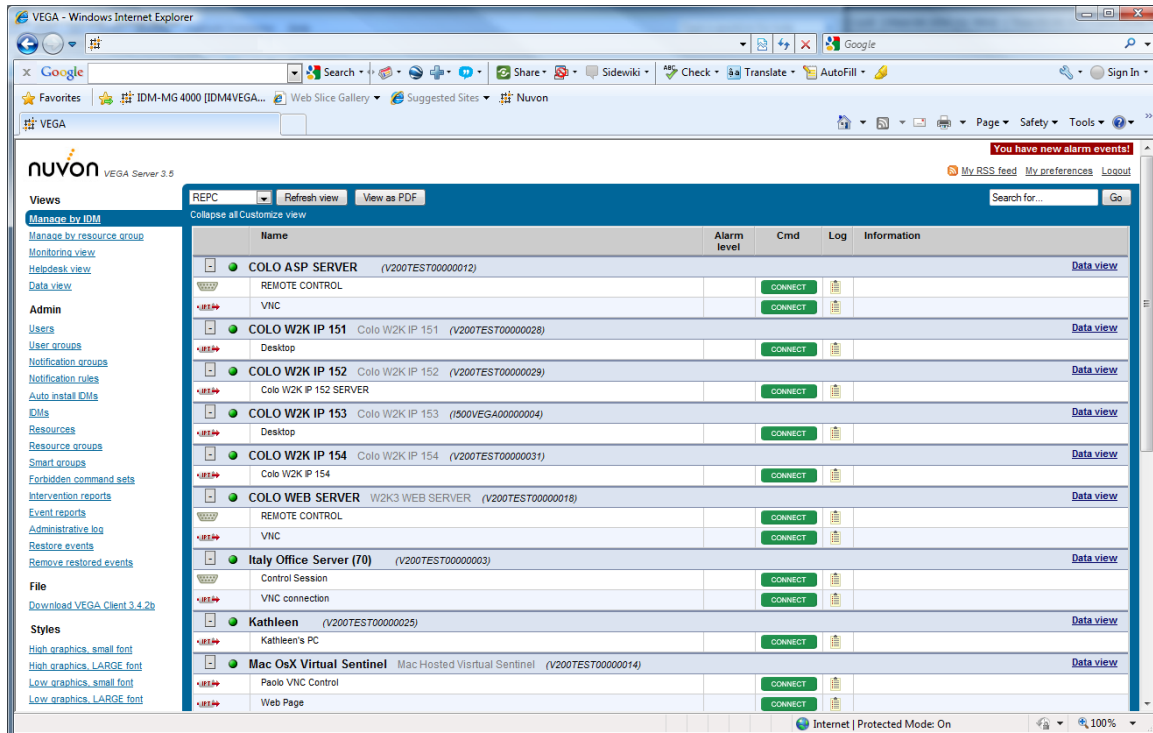 VEGA - Windows Internet Explorer
Google
x Google Search Share Sidewiki Check Translate AutoFill Sign In
Favorites IDM-MG 4000 [IDM4VEGA... Web Slice Gallery Suggested Sites Nuvon
VEGA Page Safety Tools
You have new alarm events!
nuvon VEGA Server 3.5
My RSS feed My preferences Logout
Views
Manage by IDM
Manage by resource group
Monitoring view
Helpdesk view
Data view
Admin
Users
User groups
Notification groups
Notification rules
Auto install IDMs
IDMs
Resources
Resource groups
Smart groups
Forbidden command sets
Intervention reports
Event reports
Administrative log
Restore events
Remove restored events
File
Download VEGA Client 3.4.2b
Styles
High graphics, small font
High graphics, LARGE font
Low graphics, small font
Low graphics, LARGE font
REPC Refresh view View as PDF Search for... Go
Collapse all Customize view
Name Alarm level Cmd Log Information
COLO ASP SERVER (V200TEST00000012) Data view
REMOTE CONTROL CONNECT
VNC CONNECT
COLO W2K IP 151 Colo W2K IP 151 (V200TEST00000028) Data view
Desktop CONNECT
COLO W2K IP 152 Colo W2K IP 152 (V200TEST00000029) Data view
Colo W2K IP 152 SERVER CONNECT
COLO W2K IP 153 Colo W2K IP 153 (I500VEGA00000004) Data view
Desktop CONNECT
COLO W2K IP 154 Colo W2K IP 154 (V200TEST00000031) Data view
Colo W2K IP 154 CONNECT
COLO WEB SERVER W2K3 WEB SERVER (V200TEST00000018) Data view
REMOTE CONTROL CONNECT
VNC CONNECT
Italy Office Server (70) (V200TEST00000003) Data view
Control Session CONNECT
VNC connection CONNECT
Kathleen (V200TEST00000025) Data view
Kathleen's PC CONNECT
Mac OsX Virtual Sentinel Mac Hosted Visrtual Sentinel (V200TEST00000014) Data view
Paolo VNC Control CONNECT
Web Page CONNECT
Internet | Protected Mode: On 100%